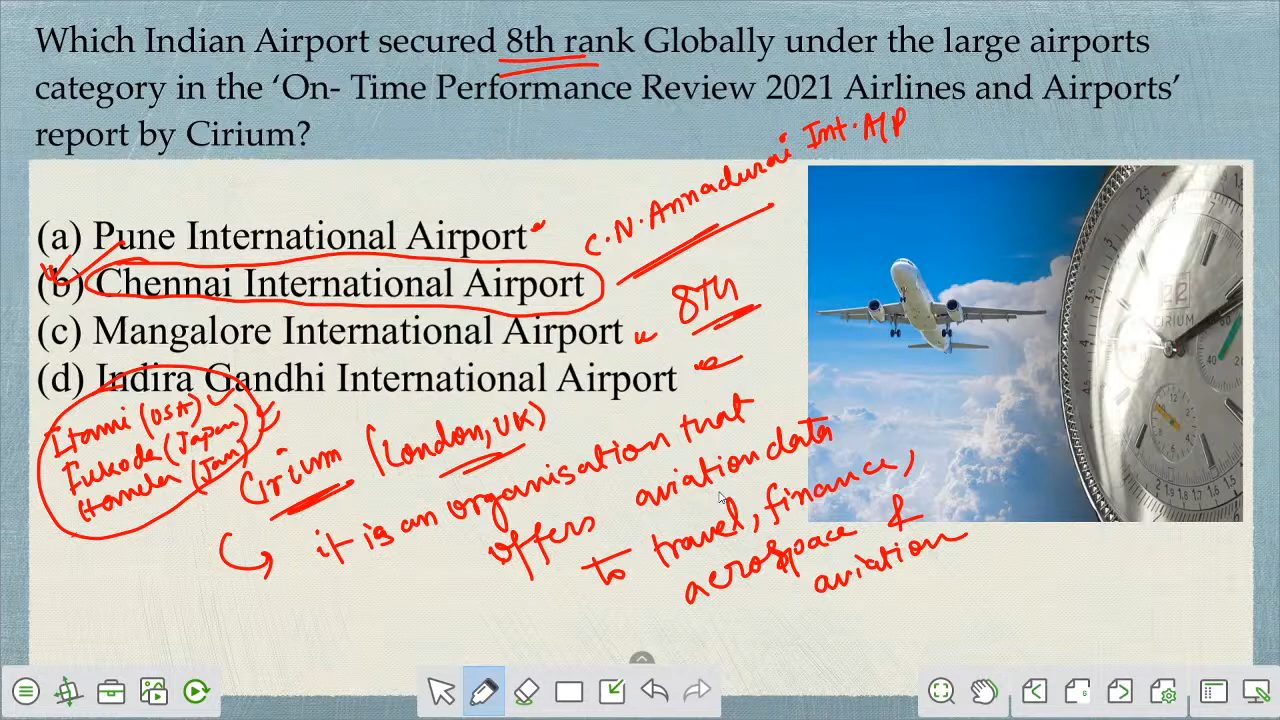 Which Indian Airport secured 8th rank Globally under the large airports
category in the ‘On- Time Performance Review 2021 Airlines and Airports’
report by Cirium?
C.N. Annadurai Int. A/P
(a) Pune International Airport
(b) Chennai International Airport
8th
(c) Mangalore International Airport
(d) Indira Gandhi International Airport
Itami (OSA)
Fukoda (Japan)
Haneda (Jan)
Cirium (London, UK)
it is an organisation that
offers aviation data
to travel, finance,
aerospace &
aviation
22
CIRIUM